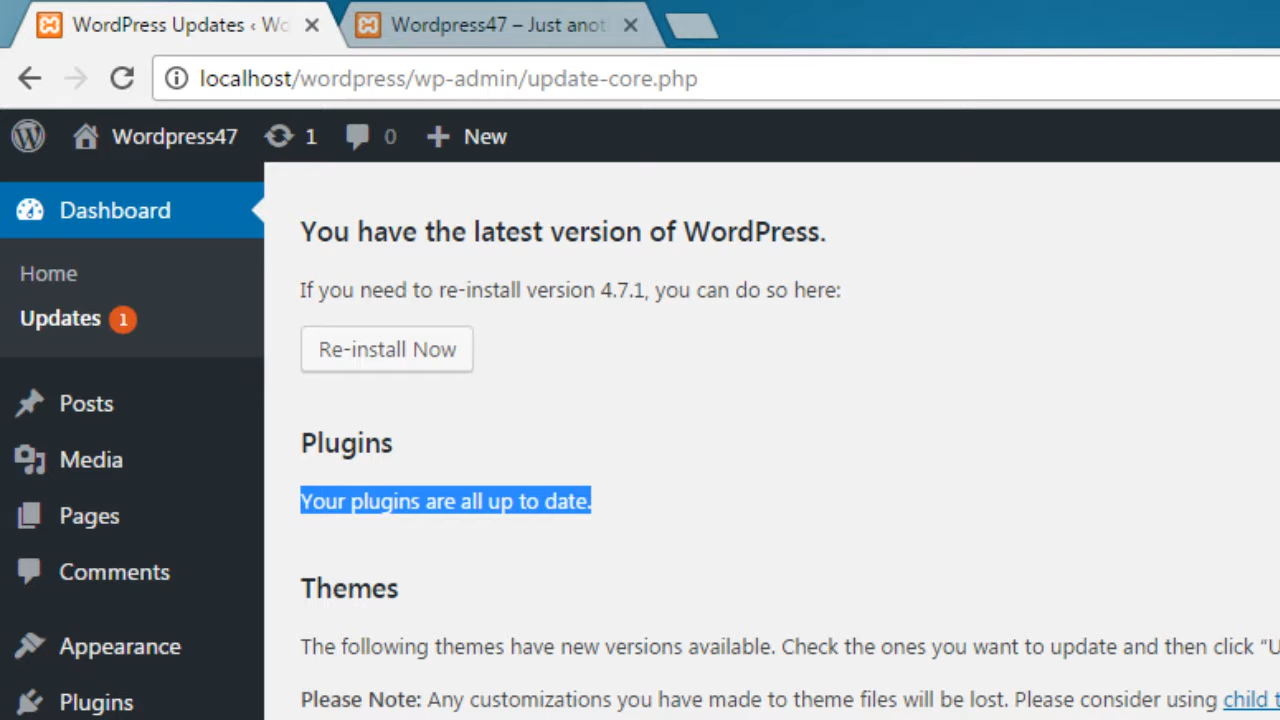 WordPress Updates ‹ Wo
Wordpress47 – Just anot
localhost/wordpress/wp-admin/update-core.php
Wordpress47 1 0 New
Dashboard
Home
Updates 1
Posts
Media
Pages
Comments
Appearance
Plugins
You have the latest version of WordPress.
If you need to re-install version 4.7.1, you can do so here:
Re-install Now
Plugins
Your plugins are all up to date.
Themes
The following themes have new versions available. Check the ones you want to update and then click “U
Please Note: Any customizations you have made to theme files will be lost. Please consider using child t